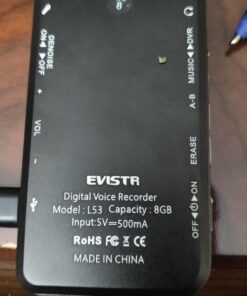 DENOISE
ON◄►OFF
+ VOL -
MUSIC◄►DVR
A-B
ERASE
OFF◄►ON
EVISTR
Digital Voice Recorder
Model : L53 Capacity : 8GB
Input:5V⎓500mA
RoHS FC CE
MADE IN CHINA